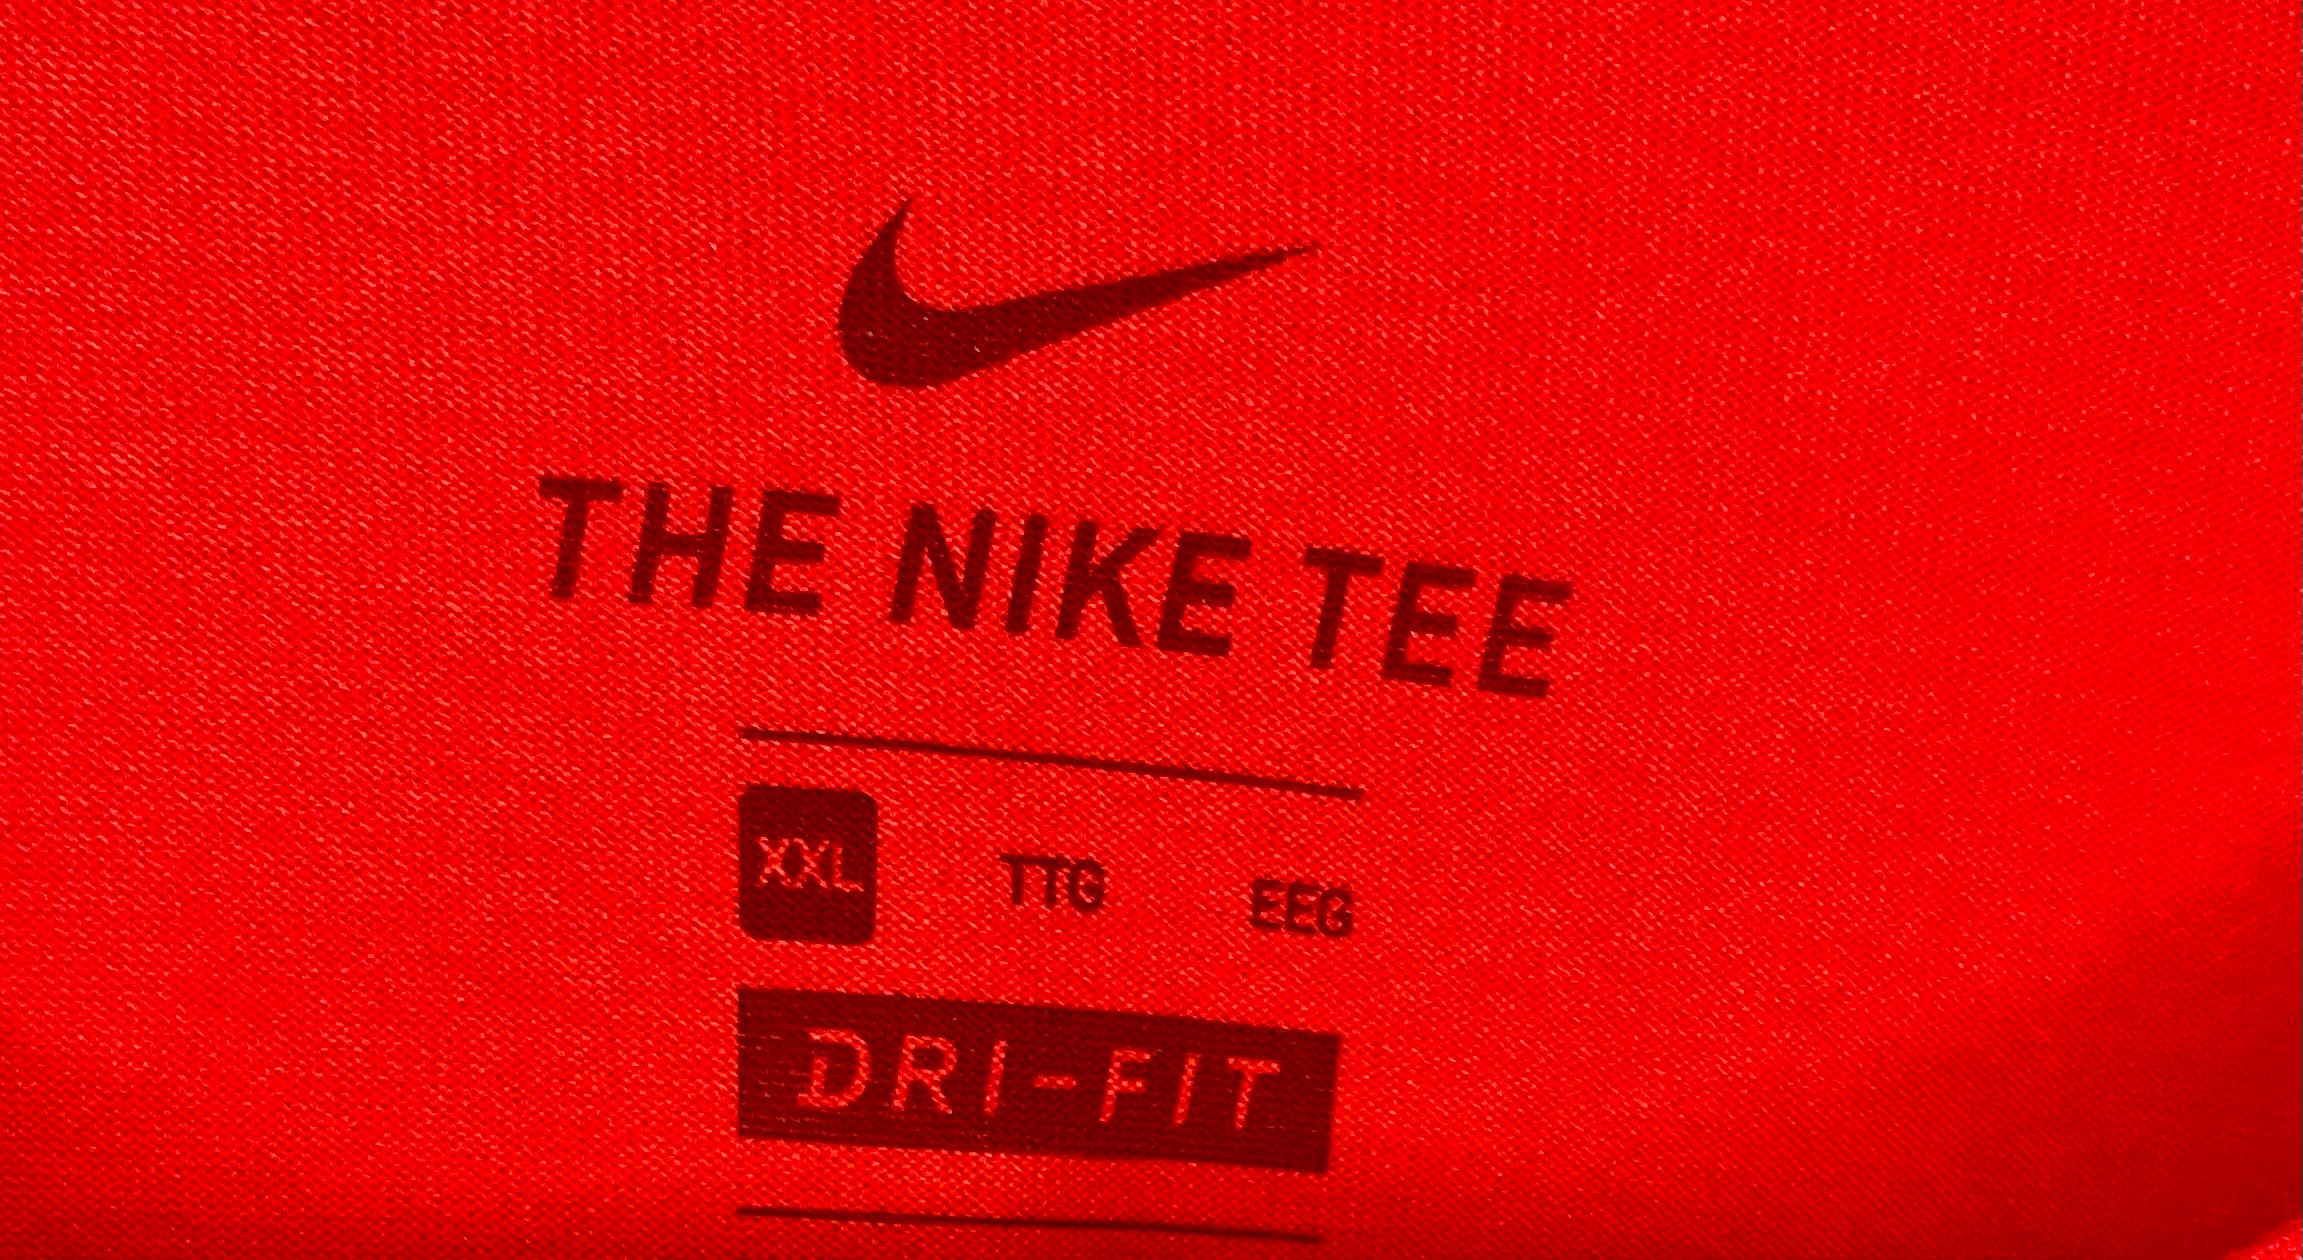 THE NIKE TEE
XXL TTG EEG
DRI-FIT